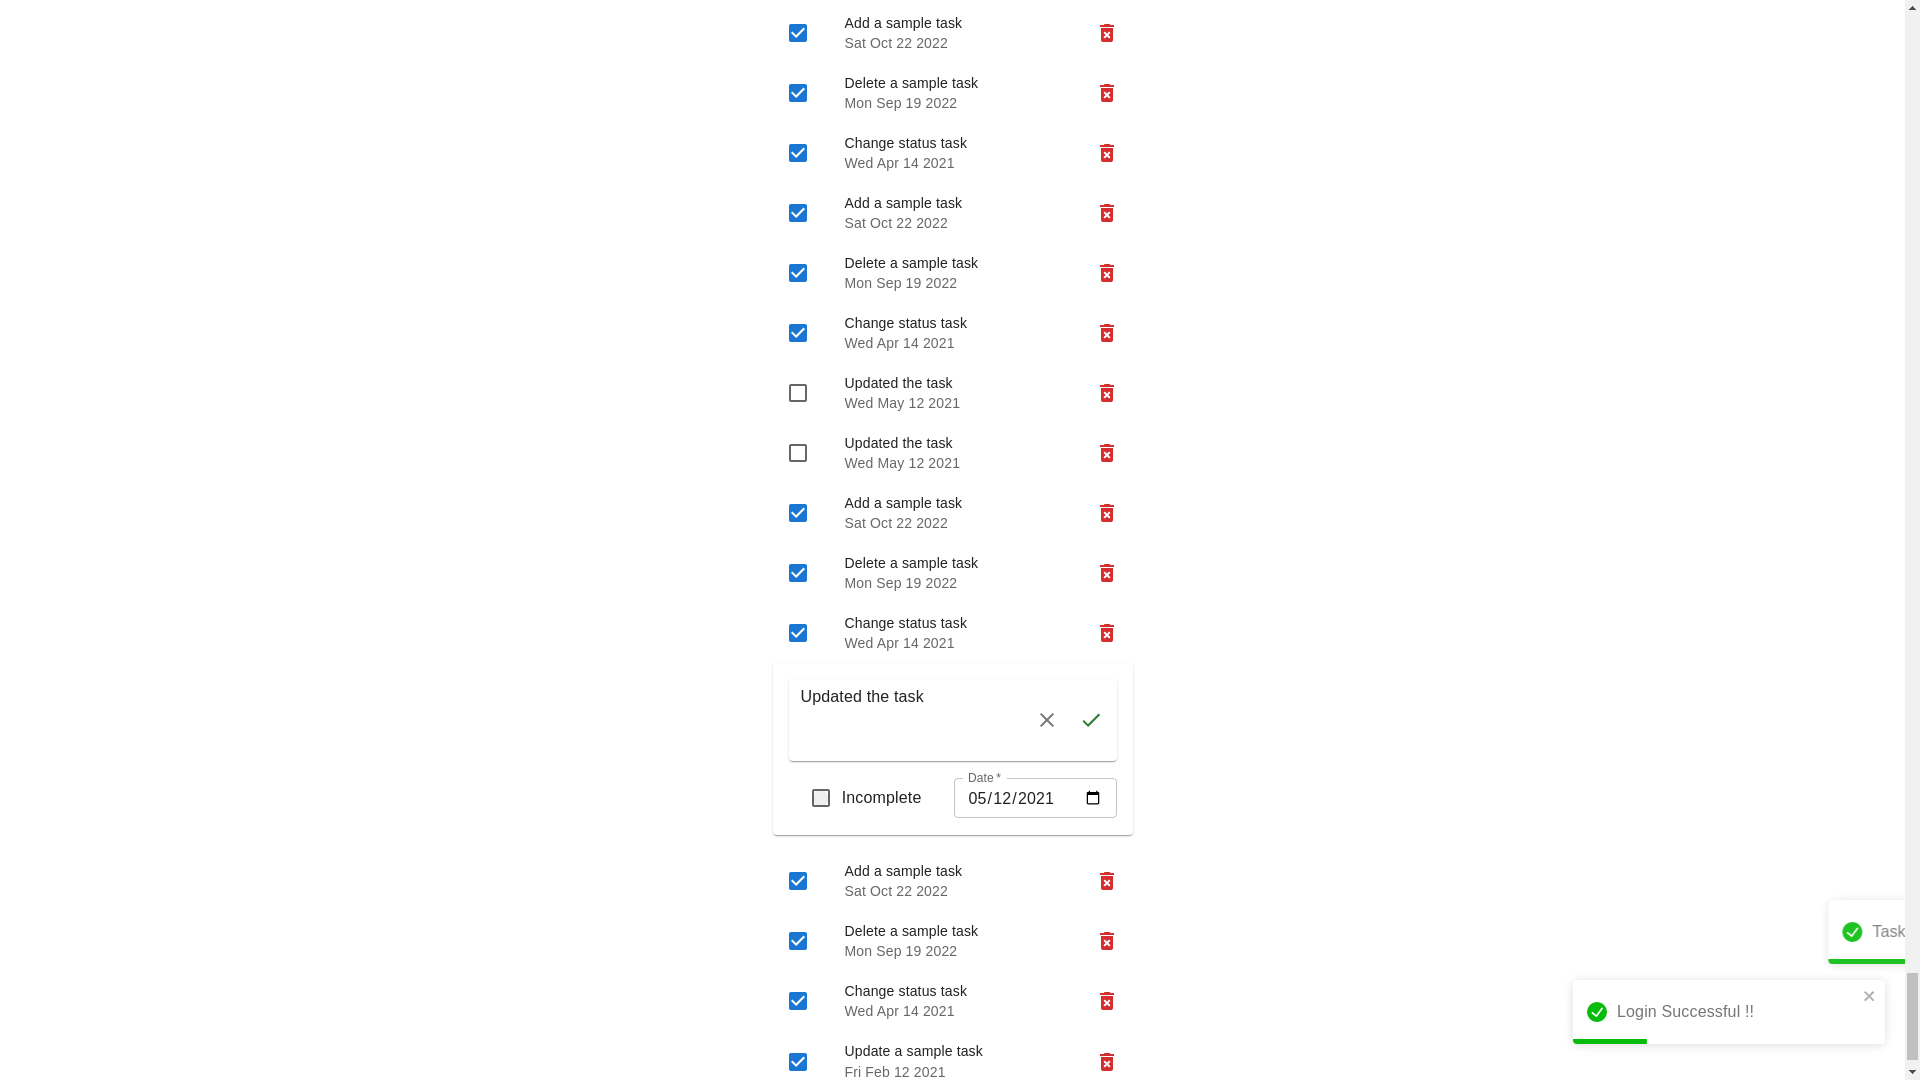 Add a sample task
Sat Oct 22 2022
Delete a sample task
Mon Sep 19 2022
Change status task
Wed Apr 14 2021
Add a sample task
Sat Oct 22 2022
Delete a sample task
Mon Sep 19 2022
Change status task
Wed Apr 14 2021
Updated the task
Wed May 12 2021
Updated the task
Wed May 12 2021
Add a sample task
Sat Oct 22 2022
Delete a sample task
Mon Sep 19 2022
Change status task
Wed Apr 14 2021
Updated the task
Date *
Incomplete
05/12/2021
Add a sample task
Sat Oct 22 2022
Delete a sample task
Mon Sep 19 2022
Change status task
Wed Apr 14 2021
Update a sample task
Fri Feb 12 2021
Task
Login Successful !!